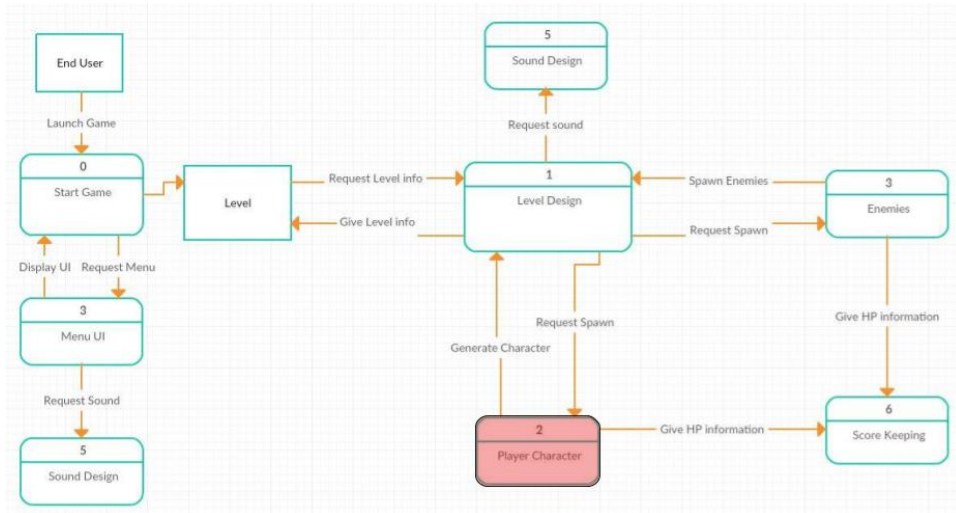 5
Sound Design
End User
Launch Game
Request sound
0
Start Game
1
Level Design
3
Enemies
Request Level info
Spawn Enemies
Level
Give Level info
Request Spawn
Display UI
Request Menu
3
Menu UI
Request Spawn
Give HP information
Generate Character
Request Sound
6
Score Keeping
2
Player Character
Give HP information
5
Sound Design